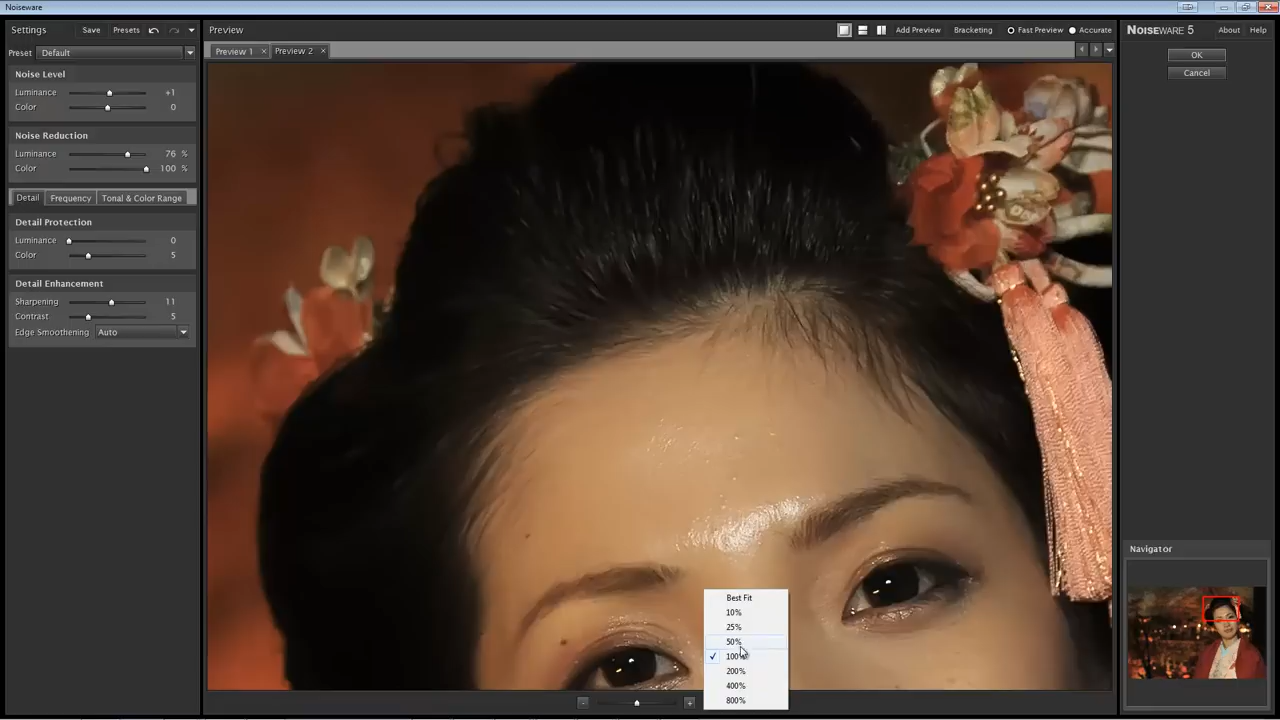 Noiseware
Settings Save Presets
Preset Default
Noise Level
Luminance +1
Color 0
Noise Reduction
Luminance 76 %
Color 100 %
Detail Frequency Tonal & Color Range
Detail Protection
Luminance 0
Color 5
Detail Enhancement
Sharpening 11
Contrast 5
Edge Smoothening Auto
Preview Add Preview Bracketing Fast Preview Accurate
Preview 1 × Preview 2 ×
Best Fit
10%
25%
50%
100%
200%
400%
800%
- +
NOISEWARE 5 About Help
OK
Cancel
Navigator